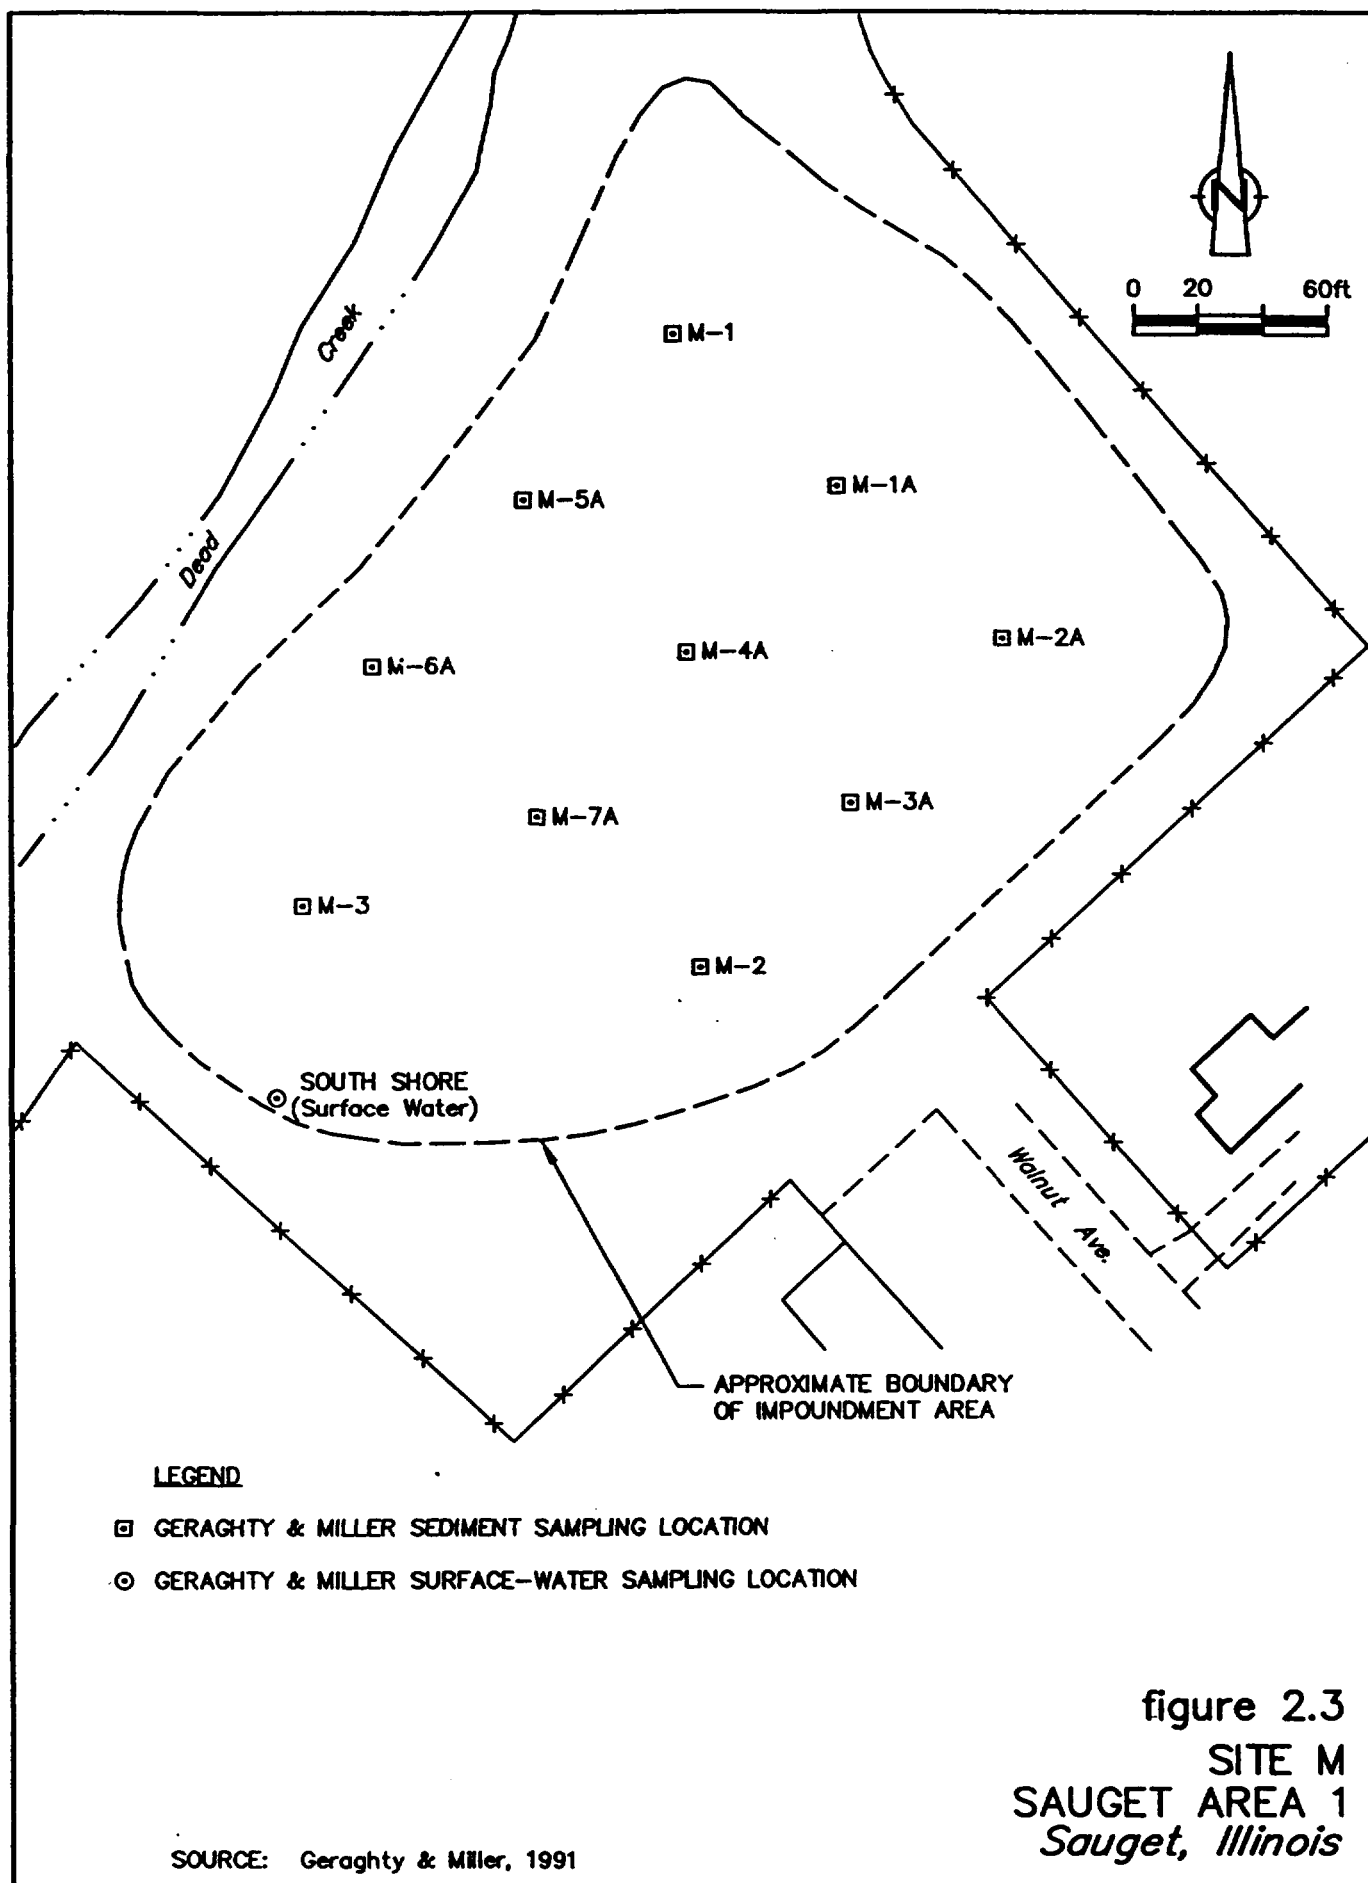 N
0 20 60ft
Creek
M-1
M-5A
M-1A
Dead
M-6A
M-4A
M-2A
M-7A
M-3A
M-3
M-2
SOUTH SHORE
(Surface Water)
Walnut Ave.
APPROXIMATE BOUNDARY
OF IMPOUNDMENT AREA
LEGEND
GERAGHTY & MILLER SEDIMENT SAMPLING LOCATION
GERAGHTY & MILLER SURFACE-WATER SAMPLING LOCATION
figure 2.3
SITE M
SAUGET AREA 1
Sauget, Illinois
SOURCE: Geraghty & Miller, 1991